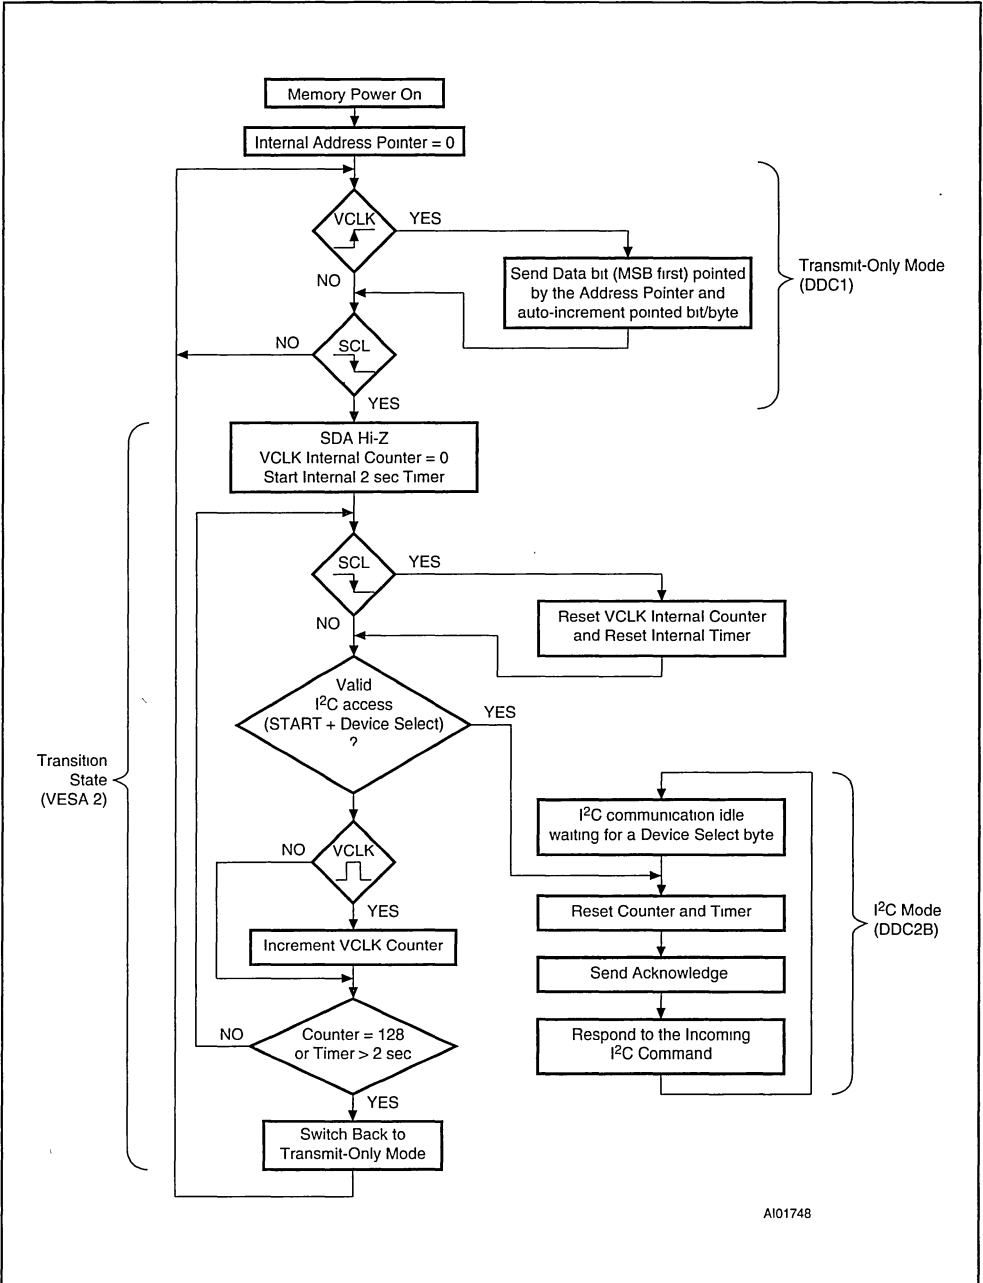 Memory Power On
Internal Address Pointer = 0
VCLK
YES
NO
Send Data bit (MSB first) pointed
by the Address Pointer and
auto-increment pointed bit/byte
Transmit-Only Mode
(DDC1)
SCL
NO
YES
SDA Hi-Z
VCLK Internal Counter = 0
Start Internal 2 sec Timer
SCL
YES
NO
Reset VCLK Internal Counter
and Reset Internal Timer
Valid
I²C access
(START + Device Select)
?
YES
Transition
State
(VESA 2)
I²C communication idle
waiting for a Device Select byte
NO
VCLK
YES
Reset Counter and Timer
I²C Mode
(DDC2B)
Increment VCLK Counter
Send Acknowledge
NO
Counter = 128
or Timer > 2 sec
Respond to the Incoming
I²C Command
YES
Switch Back to
Transmit-Only Mode
AI01748